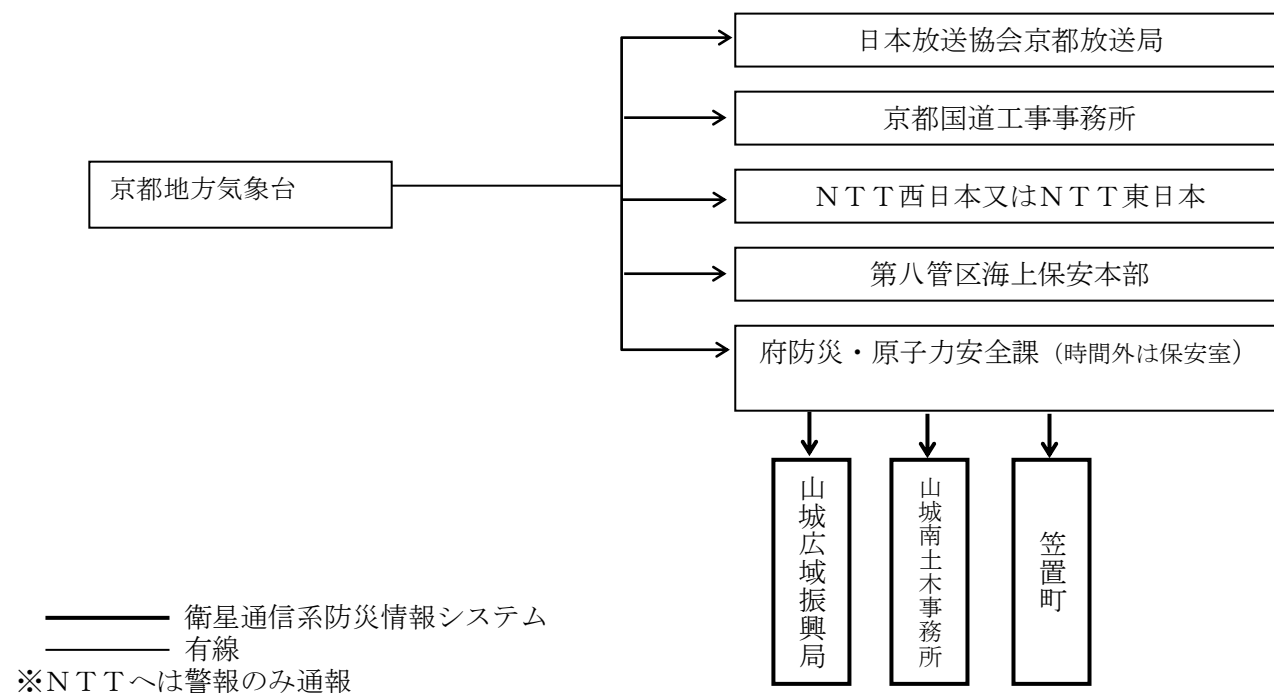 日本放送協会京都放送局
京都国道工事事務所
京都地方気象台
ＮＴＴ西日本又はＮＴＴ東日本
第八管区海上保安本部
府防災・原子力安全課（時間外は保安室）
山城広域振興局
山城南土木事務所
笠置町
衛星通信系防災情報システム
有線
※ＮＴＴへは警報のみ通報